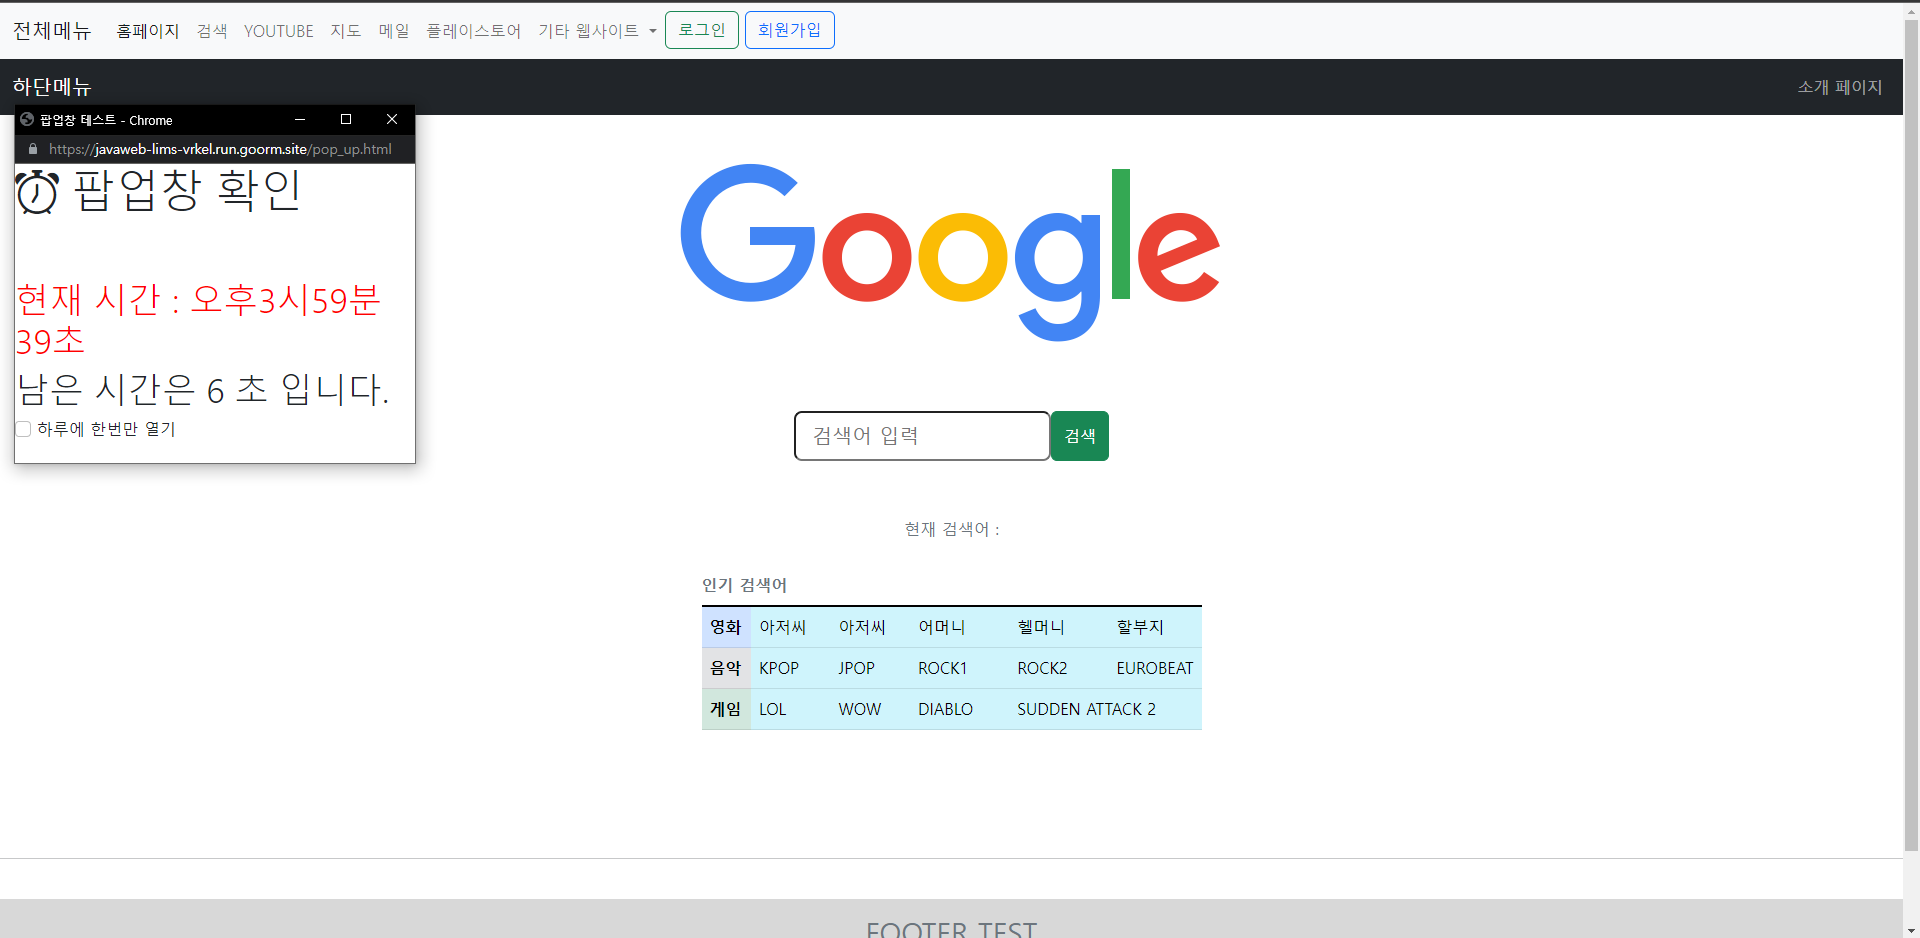 전체메뉴 홈페이지 검색 YOUTUBE 지도 메일 플레이스토어 기타 웹사이트 로그인 회원가입
하단메뉴 소개 페이지
팝업창 테스트 - Chrome
https://javaweb-lims-vrkel.run.goorm.site/pop_up.html
팝업창 확인
현재 시간 : 오후3시59분
39초
남은 시간은 6 초 입니다.
하루에 한번만 열기
Google
검색어 입력 검색
현재 검색어 :
인기 검색어
영화 아저씨 아저씨 어머니 헬머니 할부지
음악 KPOP JPOP ROCK1 ROCK2 EUROBEAT
게임 LOL WOW DIABLO SUDDEN ATTACK 2
FOOTER TEST